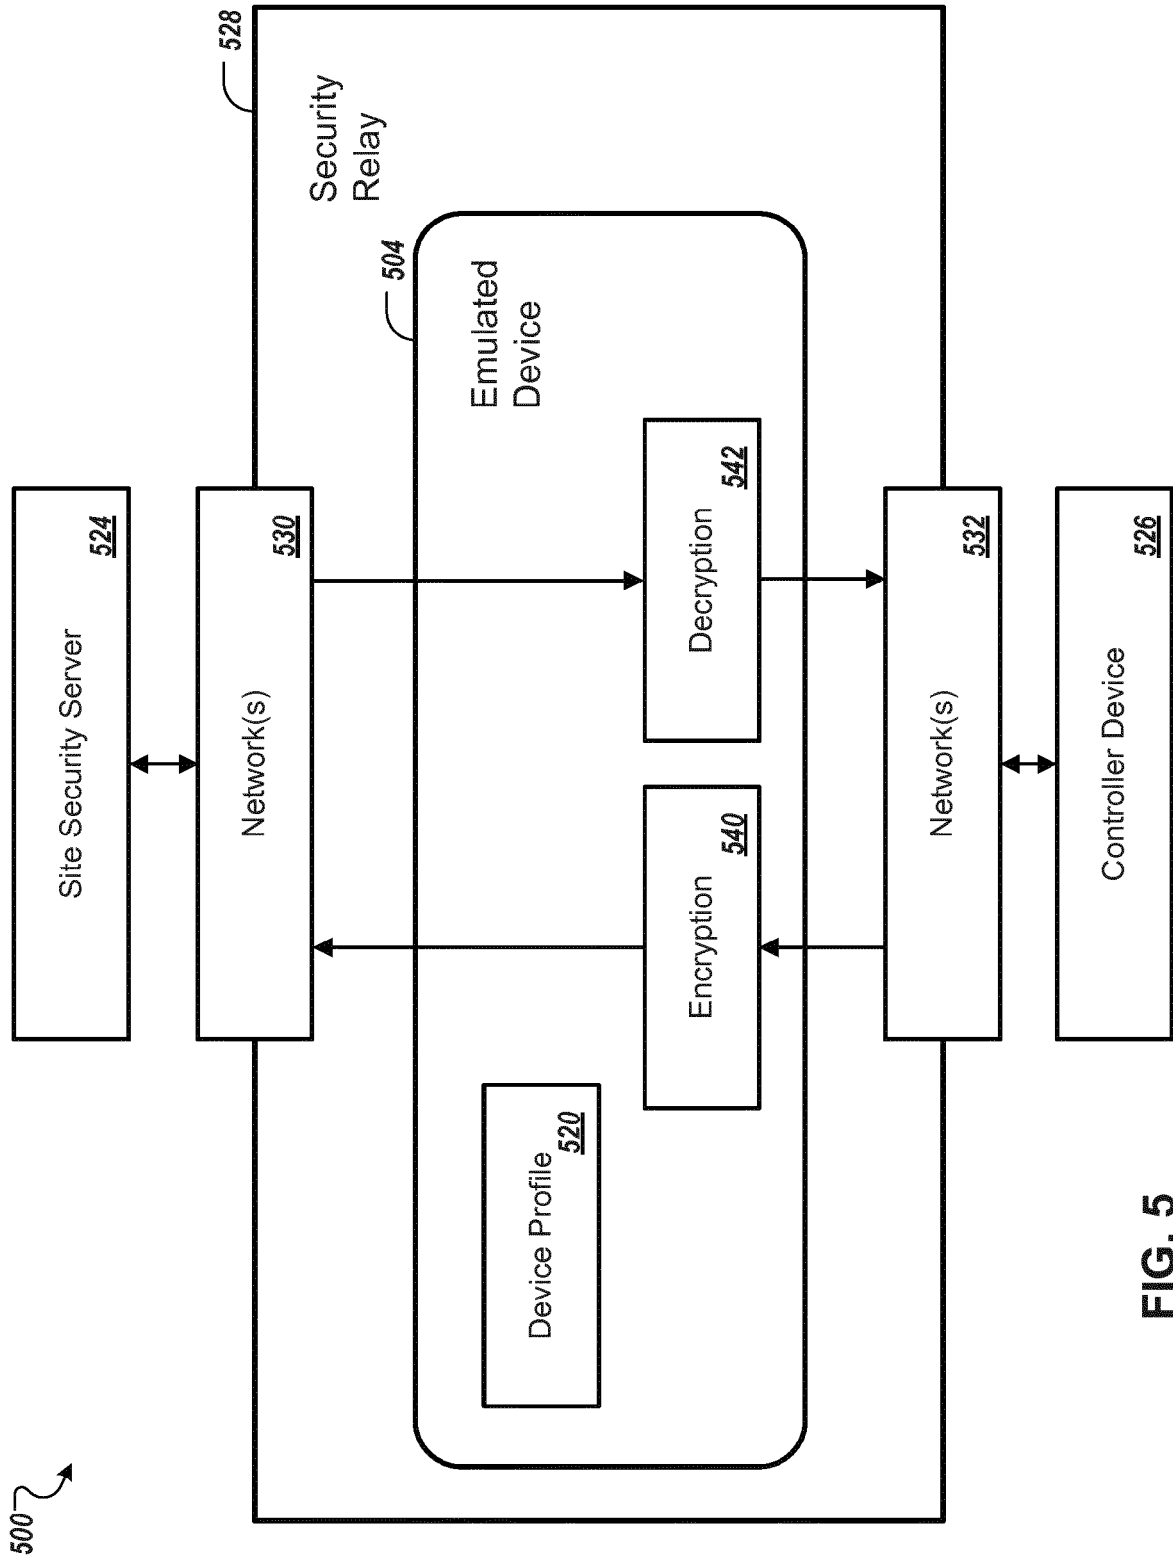 500
Site Security Server
524
528
Network(s)
530
Security
Relay
504
Emulated
Device
Device Profile
520
Encryption
540
Decryption
542
Network(s)
532
Controller Device
526
FIG. 5